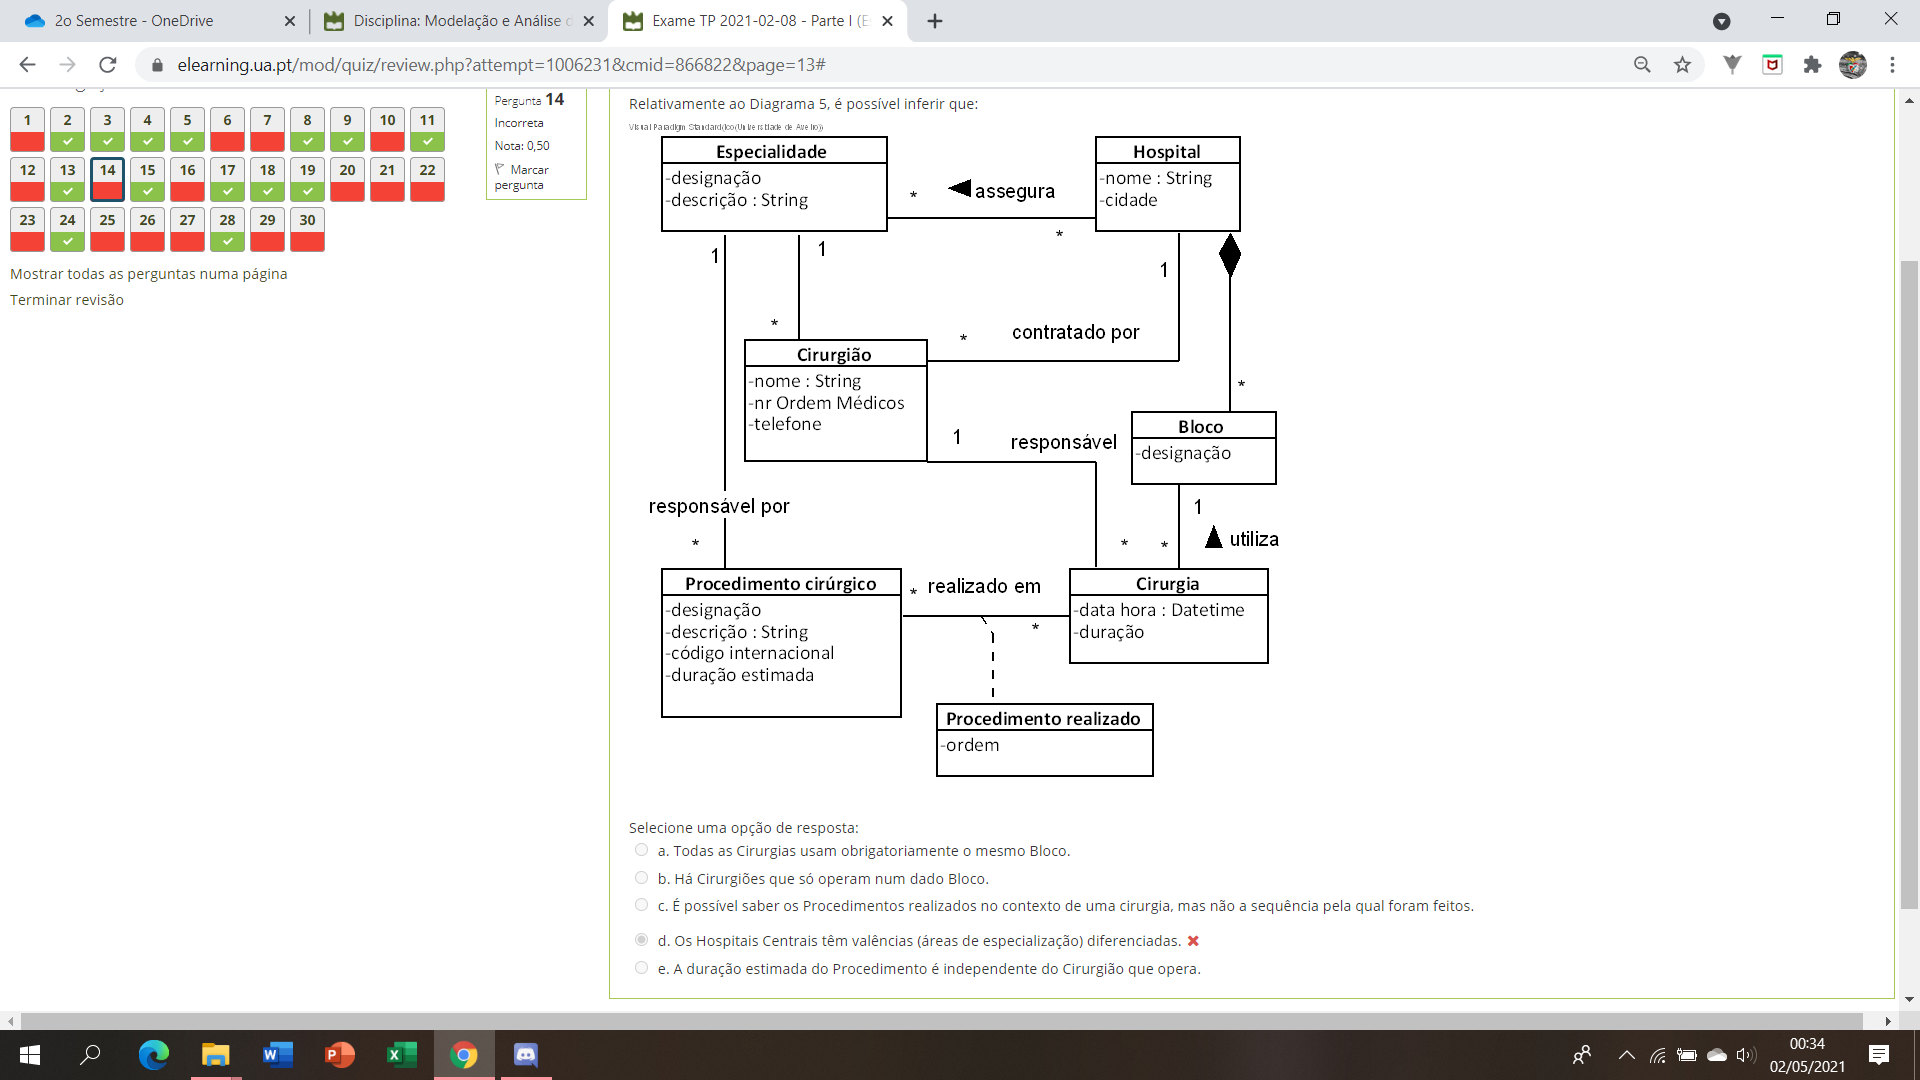 2o Semestre - OneDrive
Disciplina: Modelação e Análise d
Exame TP 2021-02-08 - Parte I (E
elearning.ua.pt/mod/quiz/review.php?attempt=1006231&cmid=866822&page=13#
1 2 3 4 5 6 7 8 9 10 11
12 13 14 15 16 17 18 19 20 21 22
23 24 25 26 27 28 29 30
Mostrar todas as perguntas numa página
Terminar revisão
Pergunta 14
Incorreta
Nota: 0,50
Marcar
pergunta
Relativamente ao Diagrama 5, é possível inferir que:
Visual Paradigm Standard(ico(Universidade de Aveiro))
Especialidade
-designação
-descrição : String
* assegura
*
Hospital
-nome : String
-cidade
1
1
1
*
* contratado por
*
Cirurgião
-nome : String
-nr Ordem Médicos
-telefone
1 responsável
Bloco
-designação
1
responsável por
*
* *
utiliza
Procedimento cirúrgico
-designação
-descrição : String
-código internacional
-duração estimada
* realizado em
*
Cirurgia
-data hora : Datetime
-duração
Procedimento realizado
-ordem
Selecione uma opção de resposta:
a. Todas as Cirurgias usam obrigatoriamente o mesmo Bloco.
b. Há Cirurgiões que só operam num dado Bloco.
c. É possível saber os Procedimentos realizados no contexto de uma cirurgia, mas não a sequência pela qual foram feitos.
d. Os Hospitais Centrais têm valências (áreas de especialização) diferenciadas.
e. A duração estimada do Procedimento é independente do Cirurgião que opera.
00:34
02/05/2021